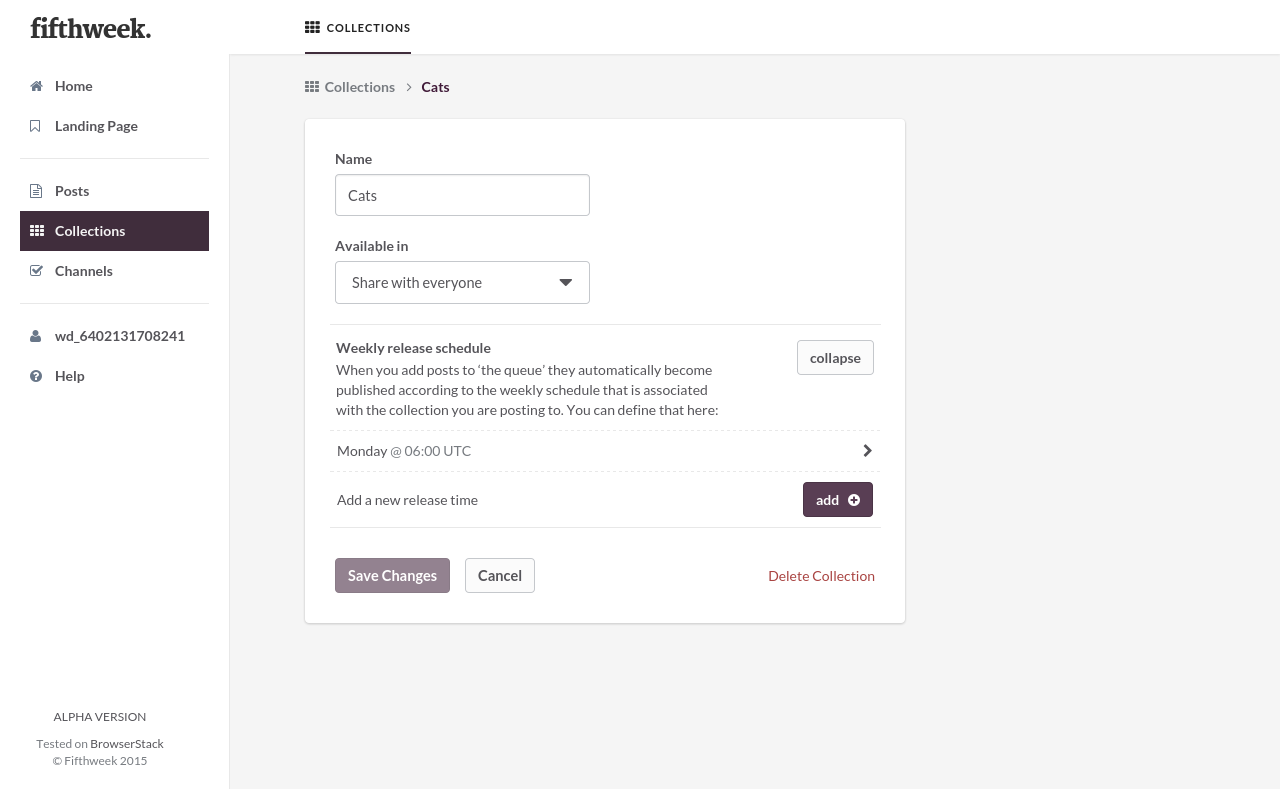 fifthweek.
COLLECTIONS
Home
Landing Page
Posts
Collections
Channels
wd_6402131708241
Help
ALPHA VERSION
Tested on BrowserStack
© Fifthweek 2015
Collections > Cats
Name
Cats
Available in
Share with everyone
Weekly release schedule
collapse
When you add posts to ‘the queue’ they automatically become
published according to the weekly schedule that is associated
with the collection you are posting to. You can define that here:
Monday @ 06:00 UTC
Add a new release time
add
Save Changes
Cancel
Delete Collection